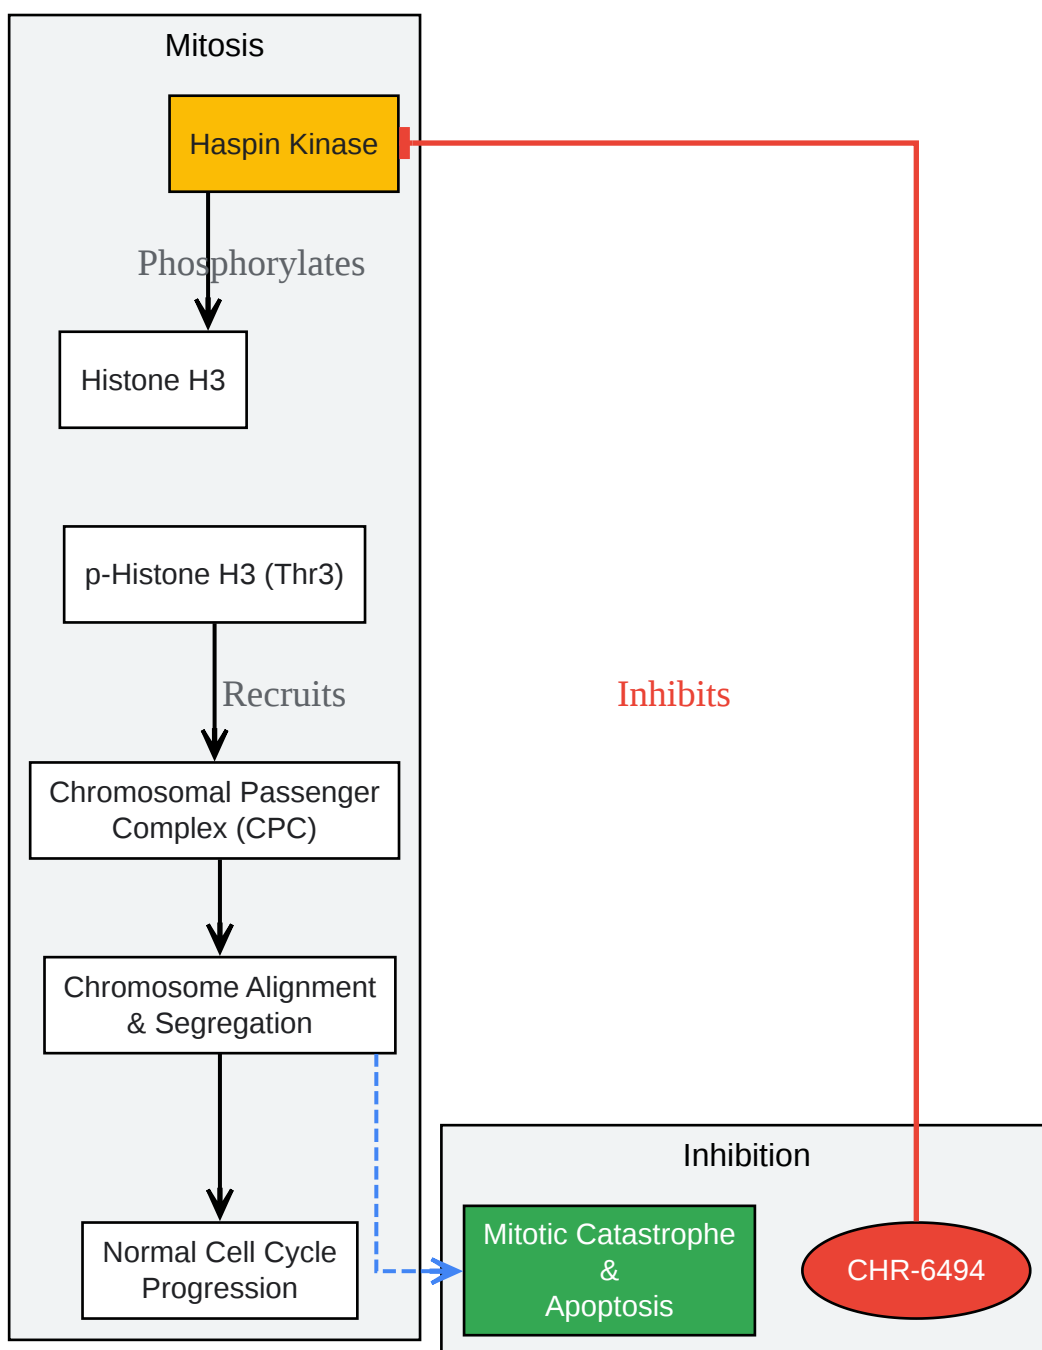 Mitosis
Haspin Kinase
Phosphorylates
Histone H3
p-Histone H3 (Thr3)
Recruits
Inhibits
Chromosomal Passenger
Complex (CPC)
Chromosome Alignment
& Segregation
Inhibition
Normal Cell Cycle
Progression
Mitotic Catastrophe
&
Apoptosis
CHR-6494